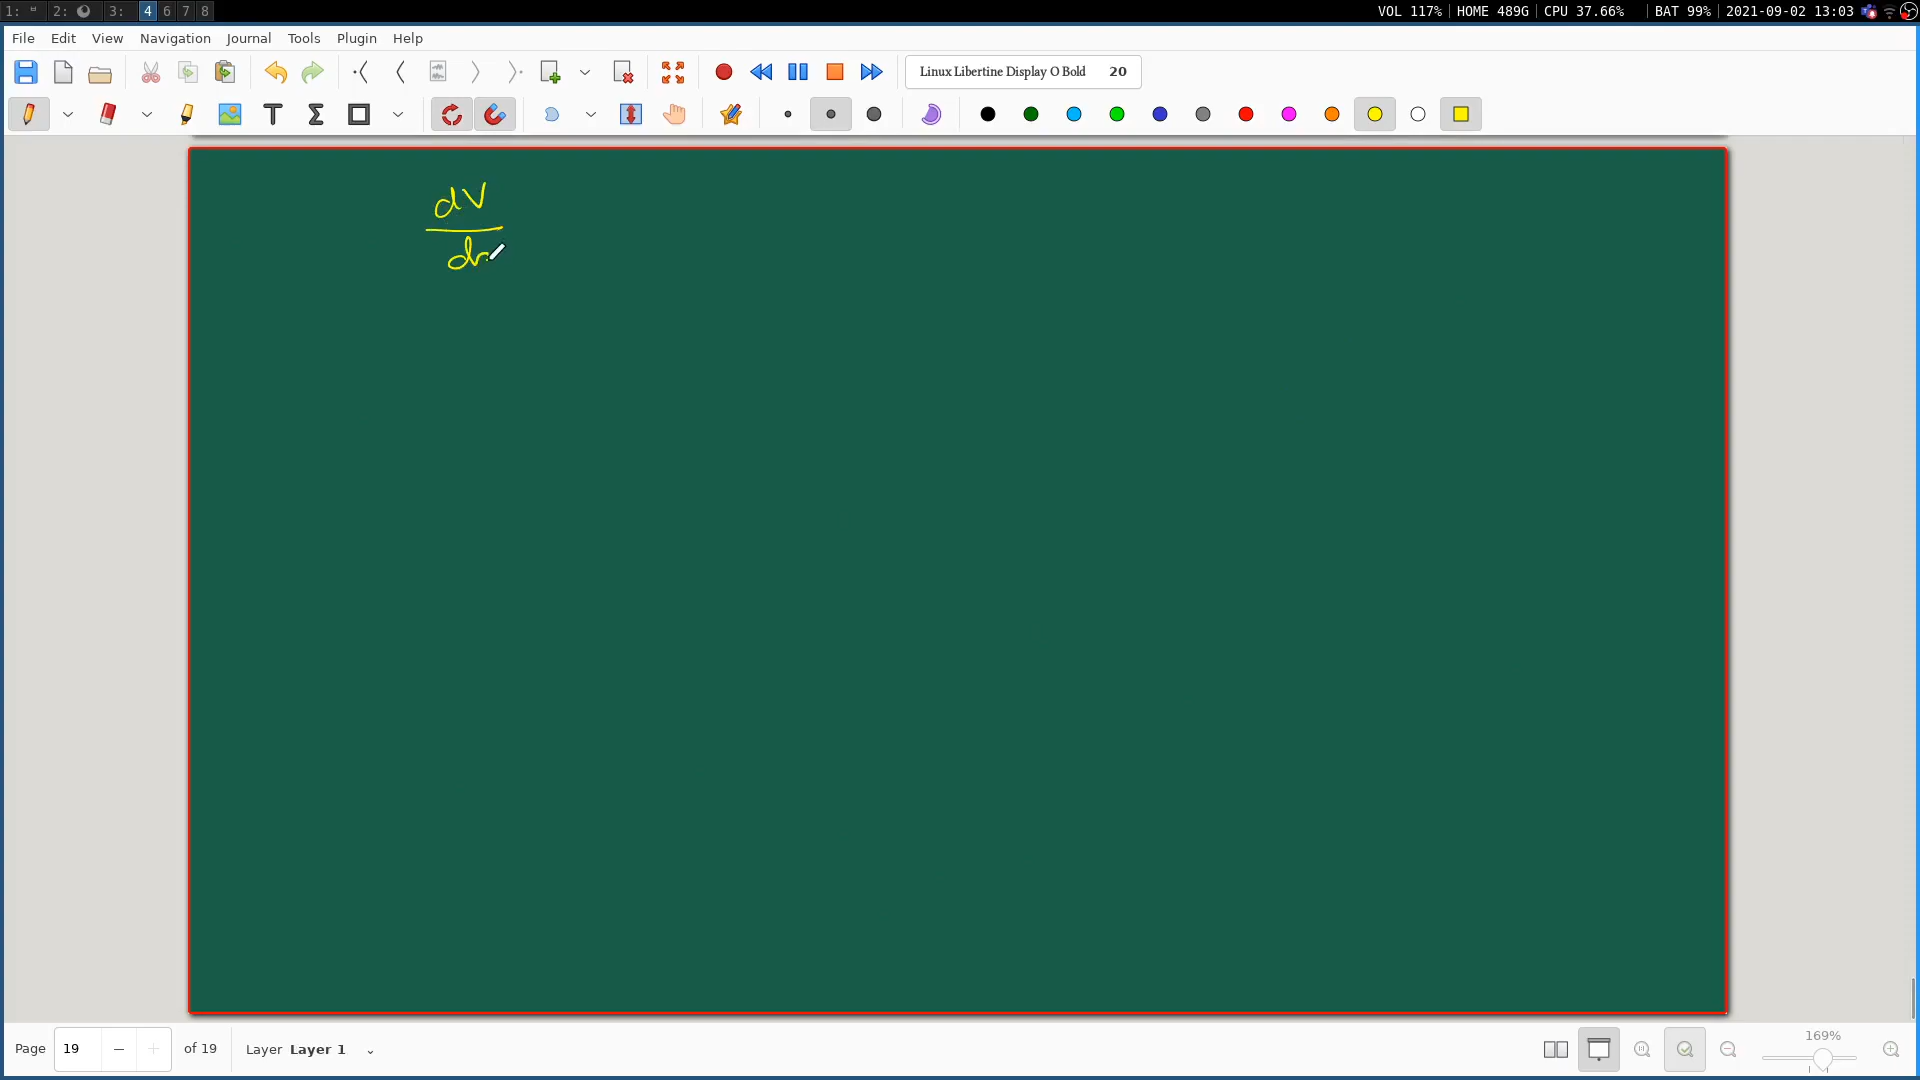 1: 2: 3: 4 6 7 8 VOL 117% HOME 489G CPU 37.66% BAT 99% 2021-09-02 13:03
File Edit View Navigation Journal Tools Plugin Help
Linux Libertine Display O Bold 20
T Σ
dV
dr
Page 19 of 19 Layer Layer 1 169%